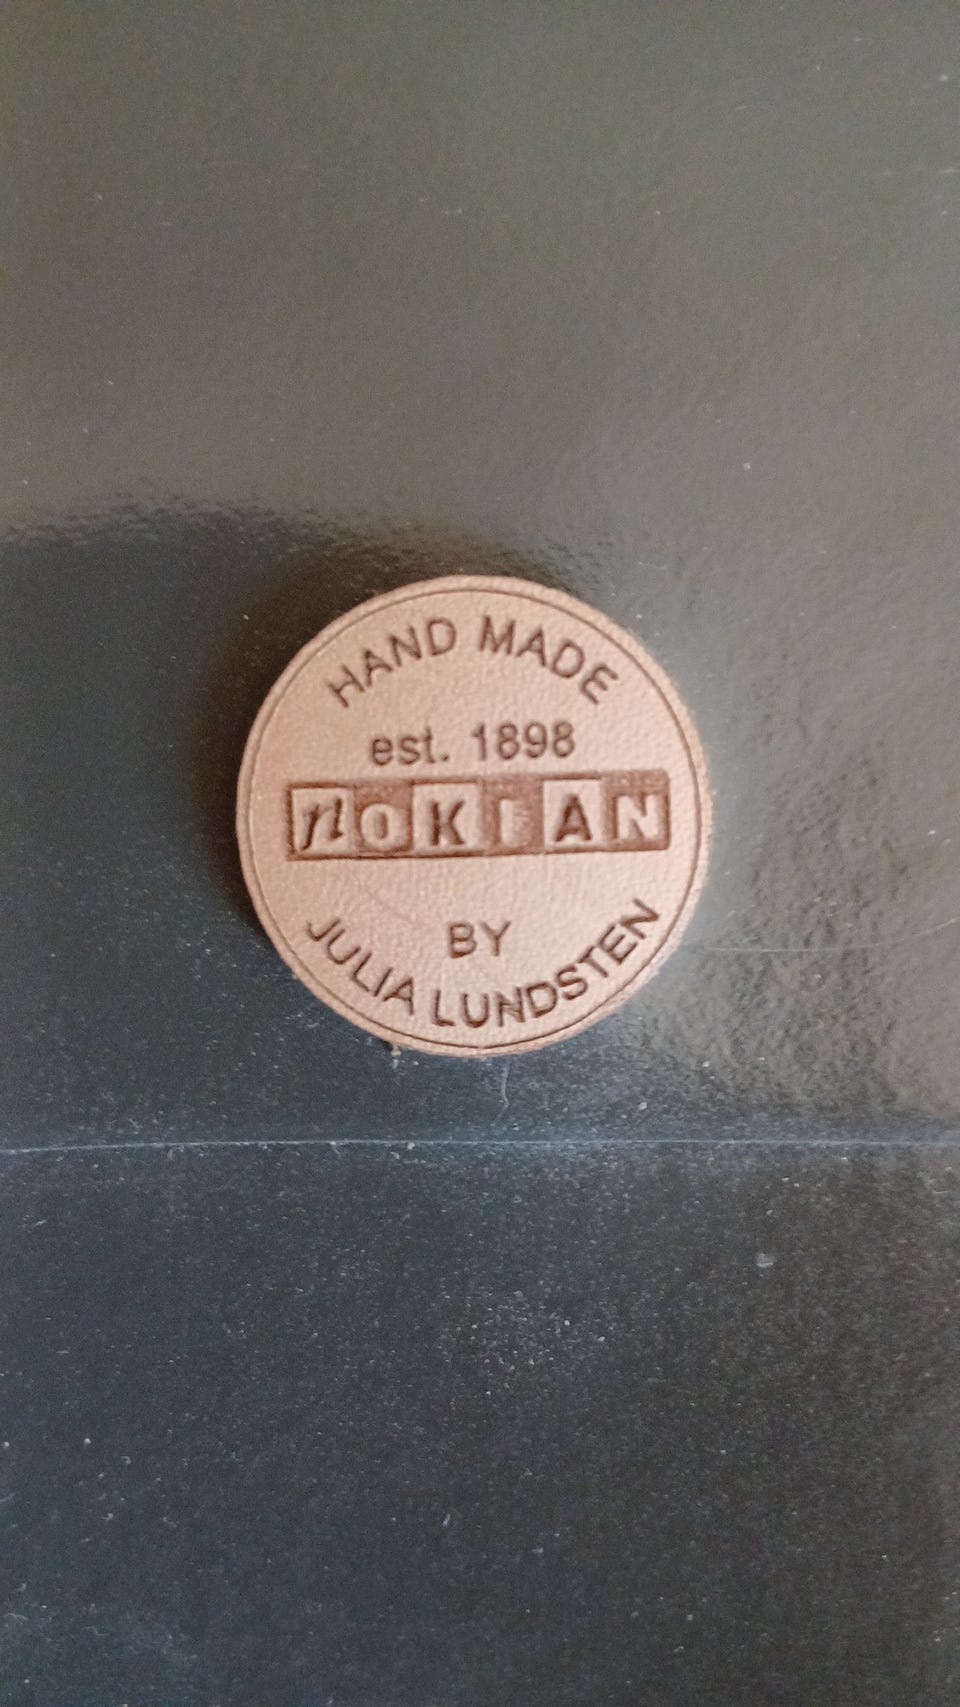 HAND MADE
est. 1898
nOKIAN
BY
JULIA LUNDSTEN